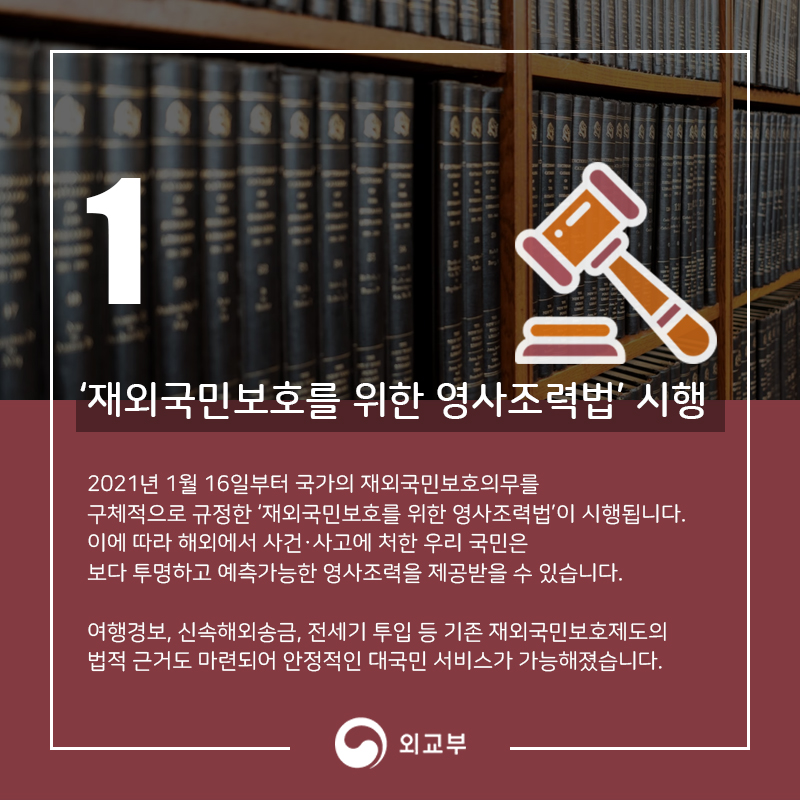 1
‘재외국민보호를 위한 영사조력법’ 시행
2021년 1월 16일부터 국가의 재외국민보호의무를
구체적으로 규정한 ‘재외국민보호를 위한 영사조력법’이 시행됩니다.
이에 따라 해외에서 사건·사고에 처한 우리 국민은
보다 투명하고 예측가능한 영사조력을 제공받을 수 있습니다.
여행경보, 신속해외송금, 전세기 투입 등 기존 재외국민보호제도의
법적 근거도 마련되어 안정적인 대국민 서비스가 가능해졌습니다.
외교부